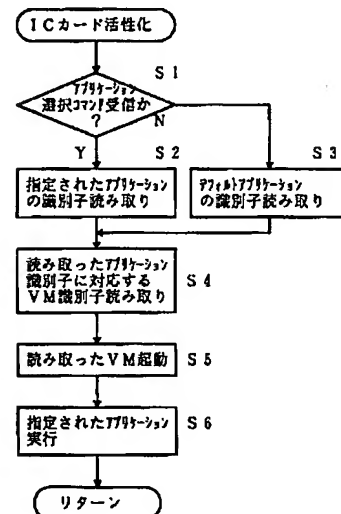 ICカード活性化
S1
アプリケーション
選択コマンド受信か
?
N
Y
S2
S3
指定されたアプリケーション
の識別子読み取り
デフィルトアプリケーション
の識別子読み取り
読み取ったアプリケーション
識別子に対応する
VM識別子読み取り
S4
読み取ったVM起動
S5
指定されたアプリケーション
実行
S6
リターン